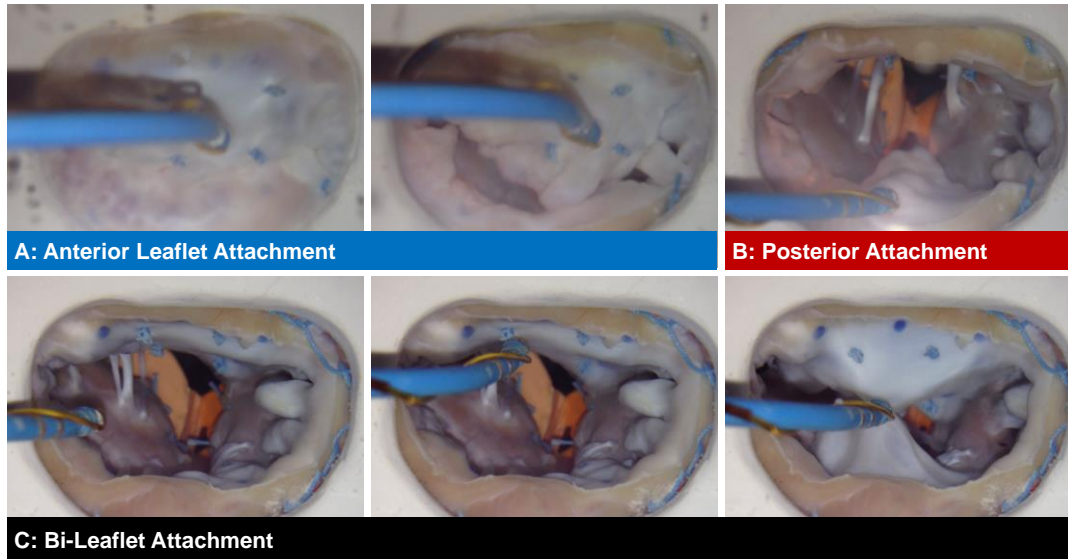 A: Anterior Leaflet Attachment
B: Posterior Attachment
C: Bi-Leaflet Attachment